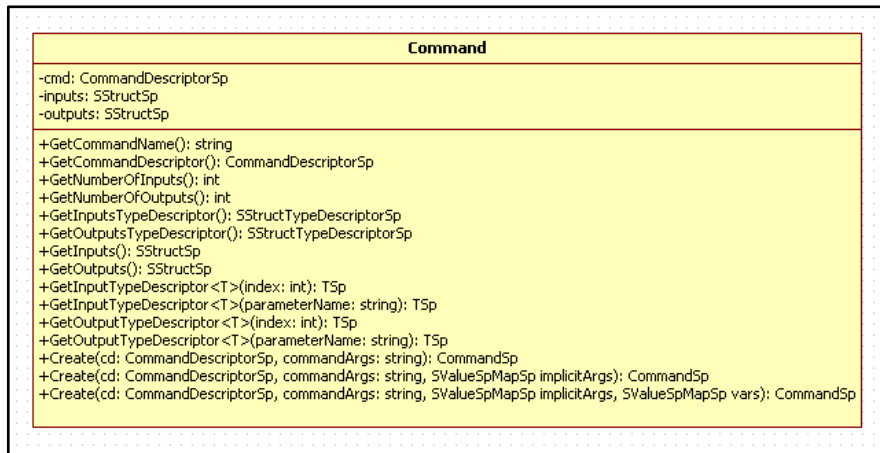 Command
-cmd: CommandDescriptorSp
-inputs: SStructSp
-outputs: SStructSp
+GetCommandName(): string
+GetCommandDescriptor(): CommandDescriptorSp
+GetNumberOfInputs(): int
+GetNumberOfOutputs(): int
+GetInputsTypeDescriptor(): SStructTypeDescriptorSp
+GetOutputsTypeDescriptor(): SStructTypeDescriptorSp
+GetInputs(): SStructSp
+GetOutputs(): SStructSp
+GetInputTypeDescriptor<T>(index: int): TSp
+GetInputTypeDescriptor<T>(parameterName: string): TSp
+GetOutputTypeDescriptor<T>(index: int): TSp
+GetOutputTypeDescriptor<T>(parameterName: string): TSp
+Create(cd: CommandDescriptorSp, commandArgs: string): CommandSp
+Create(cd: CommandDescriptorSp, commandArgs: string, SValueSpMapSp implicitArgs): CommandSp
+Create(cd: CommandDescriptorSp, commandArgs: string, SValueSpMapSp implicitArgs, SValueSpMapSp vars): CommandSp